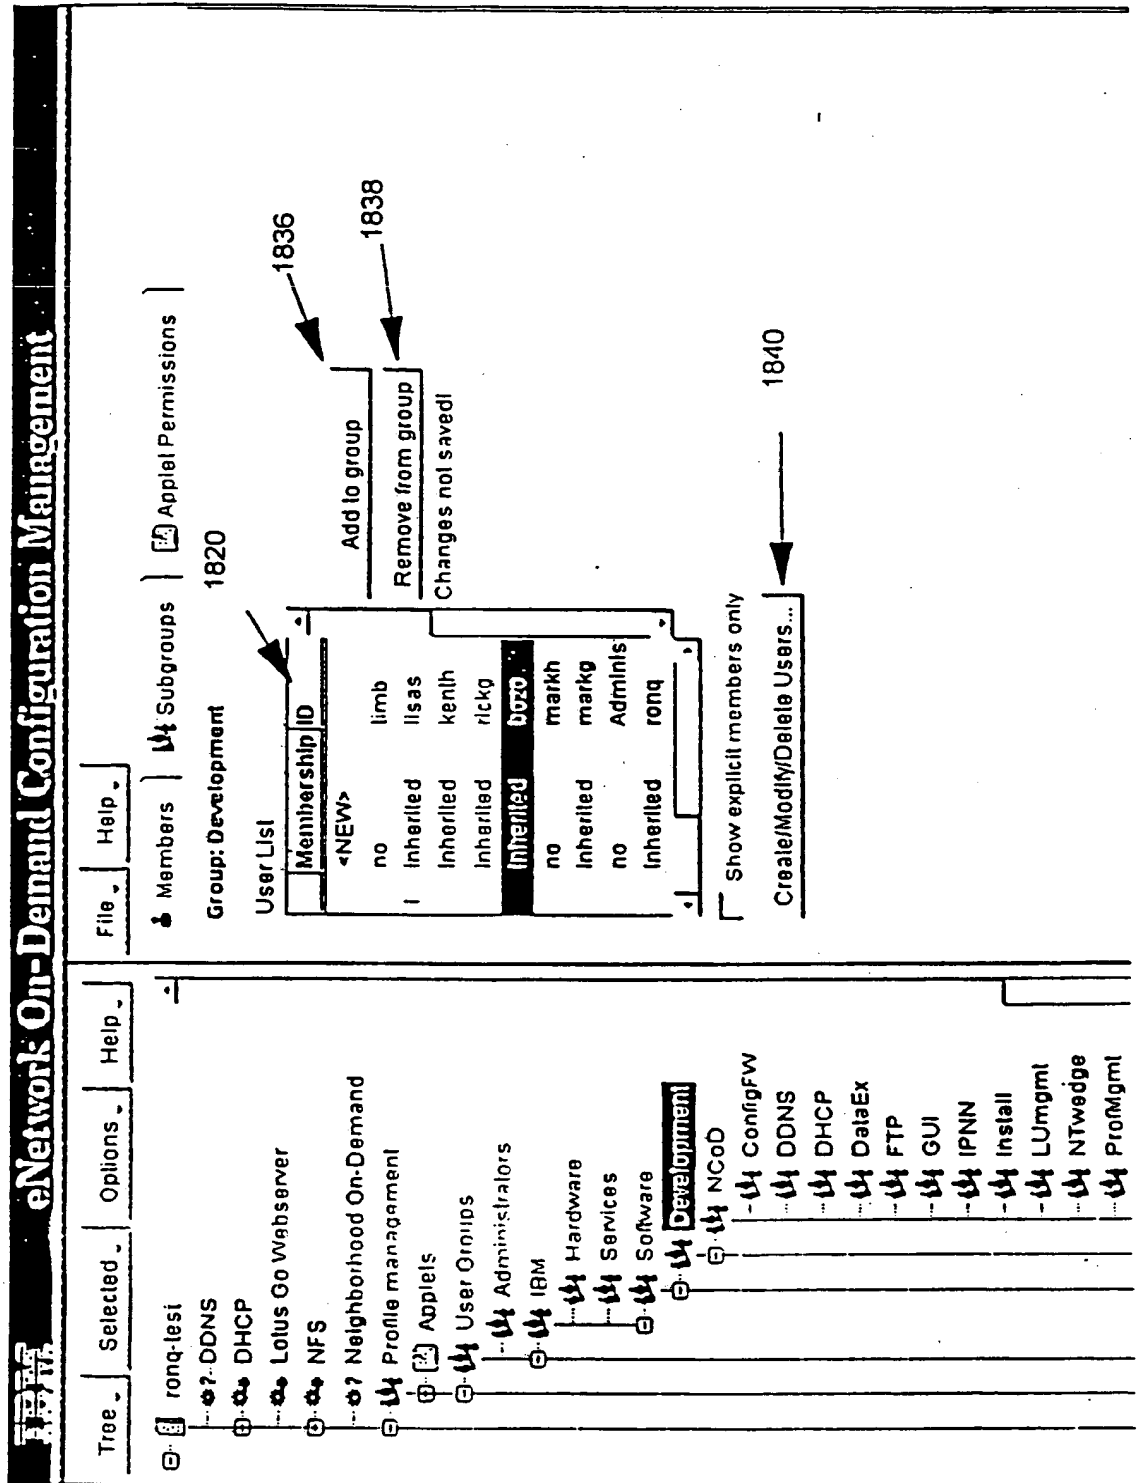 IBM eNetwork On-Demand Configuration Management
Tree Selected Options Help
ronq-test
DDNS
DHCP
Lotus Go Webserver
NFS
Neighborhood On-Demand
Profile management
Applets
User Groups
Administrators
IBM
Hardware
Services
Software
Development
NCoD
ConfigFW
DDNS
DHCP
DataEx
FTP
GUI
IPNN
Install
LUmgmt
NTwedge
ProfMgmt
File Help
Members Subgroups Applet Permissions
Group: Development
1820
User List
Membership ID
<NEW>
no limb
Inherited lisas
Inherited kenth
Inherited rickg
Inherited bozo
no markh
Inherited markg
no Adminis
Inherited ronq
Add to group
1836
Remove from group
1838
Changes not saved!
Show explicit members only
Create/Modify/Delete Users...
1840